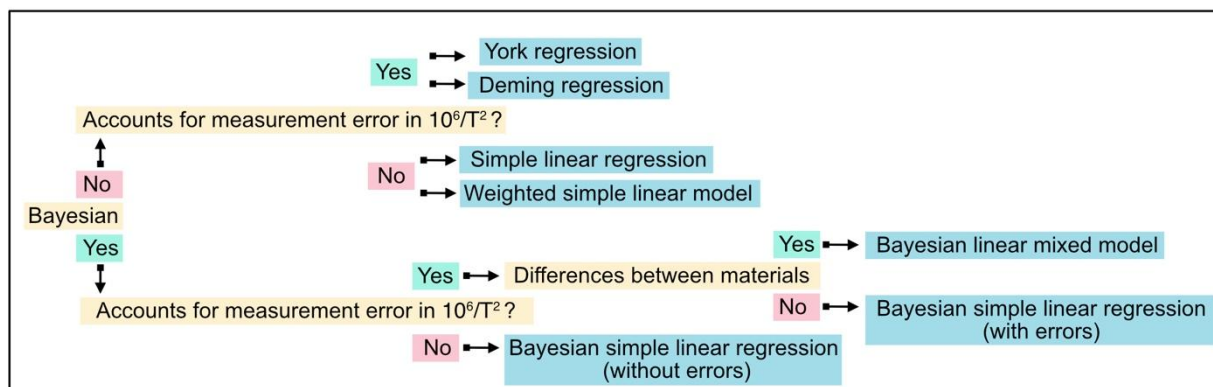 York regression
Yes
Deming regression
Accounts for measurement error in 10⁶/T² ?
Simple linear regression
No
No
Weighted simple linear model
Bayesian
Yes
Yes
Bayesian linear mixed model
Yes
Differences between materials
Accounts for measurement error in 10⁶/T² ?
No
Bayesian simple linear regression
(with errors)
No
Bayesian simple linear regression
(without errors)